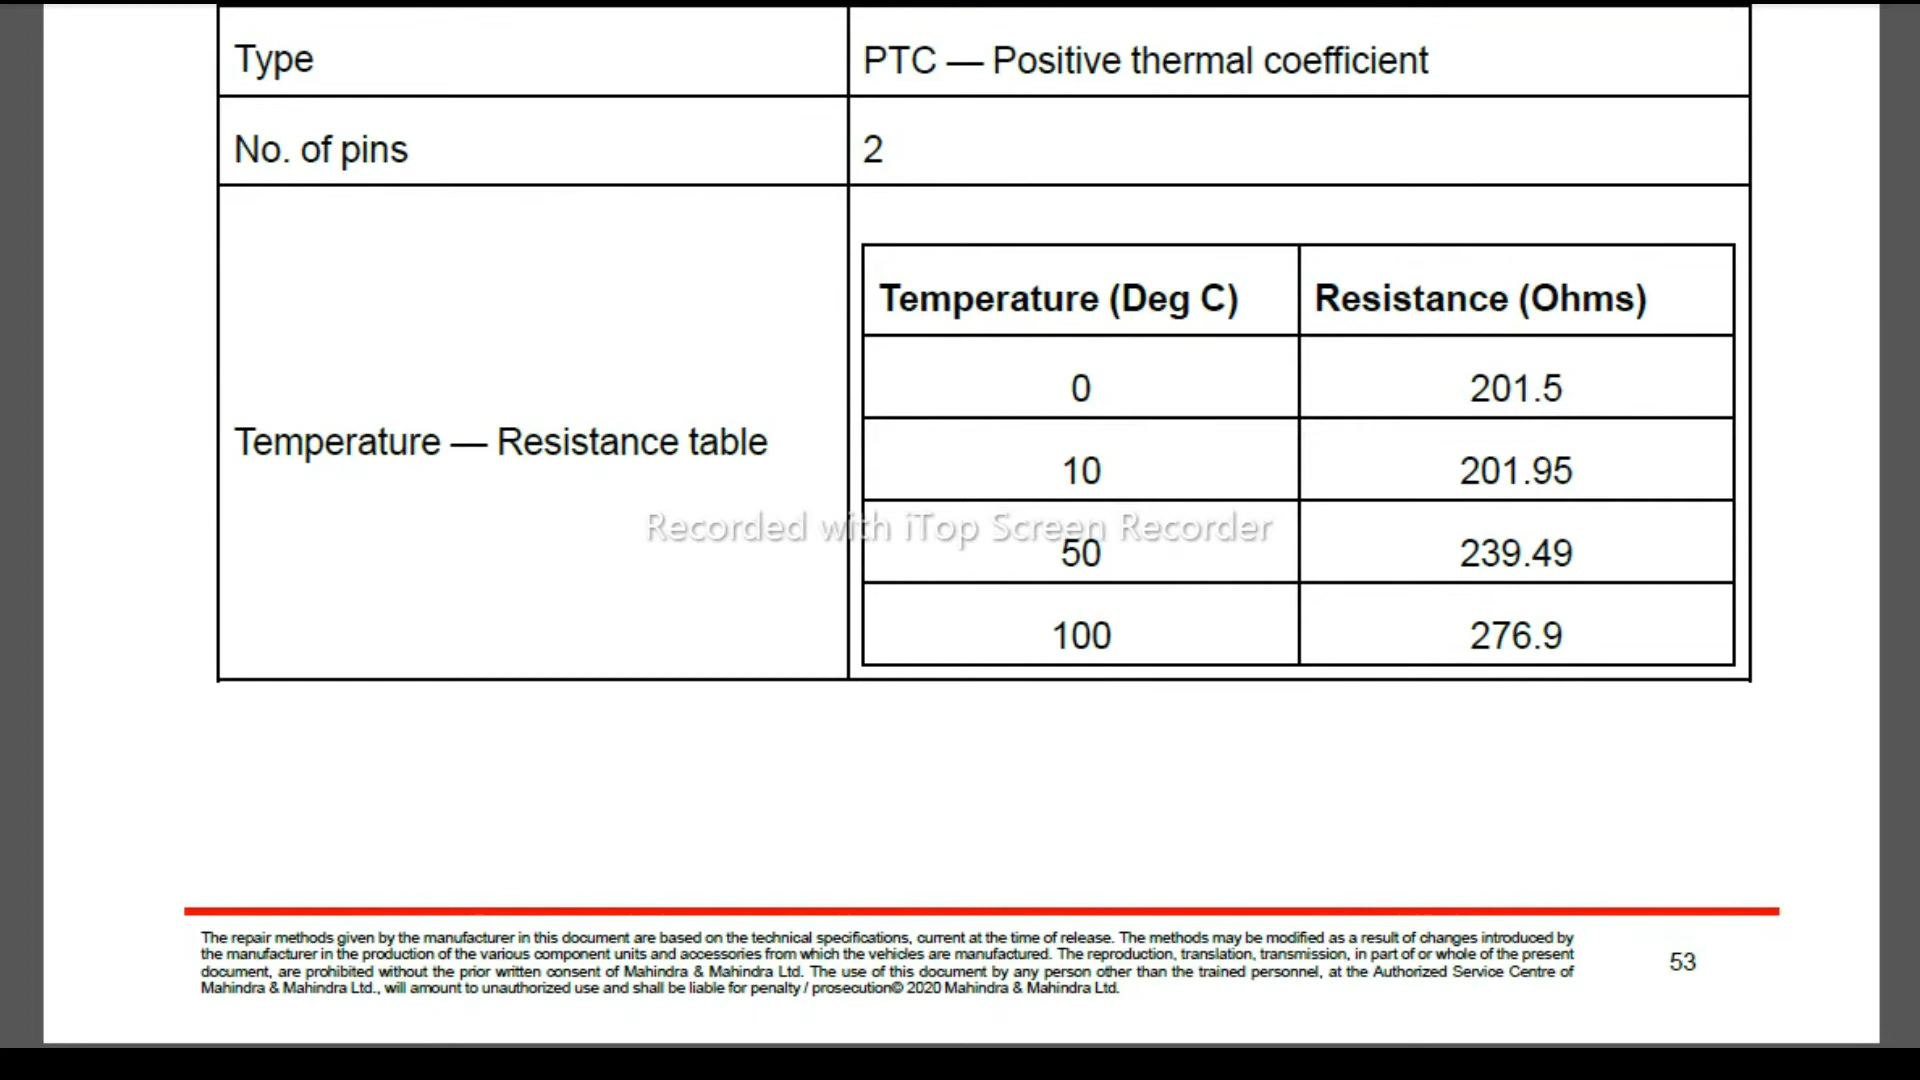 Type
PTC — Positive thermal coefficient
No. of pins
2
Temperature — Resistance table
Temperature (Deg C)
Resistance (Ohms)
0
201.5
10
201.95
50
239.49
100
276.9
Recorded with iTop Screen Recorder
The repair methods given by the manufacturer in this document are based on the technical specifications, current at the time of release. The methods may be modified as a result of changes introduced by
the manufacturer in the production of the various component units and accessories from which the vehicles are manufactured. The reproduction, translation, transmission, in part of or whole of the present
document, are prohibited without the prior written consent of Mahindra & Mahindra Ltd. The use of this document by any person other than the trained personnel, at the Authorized Service Centre of
Mahindra & Mahindra Ltd., will amount to unauthorized use and shall be liable for penalty / prosecution© 2020 Mahindra & Mahindra Ltd.
53